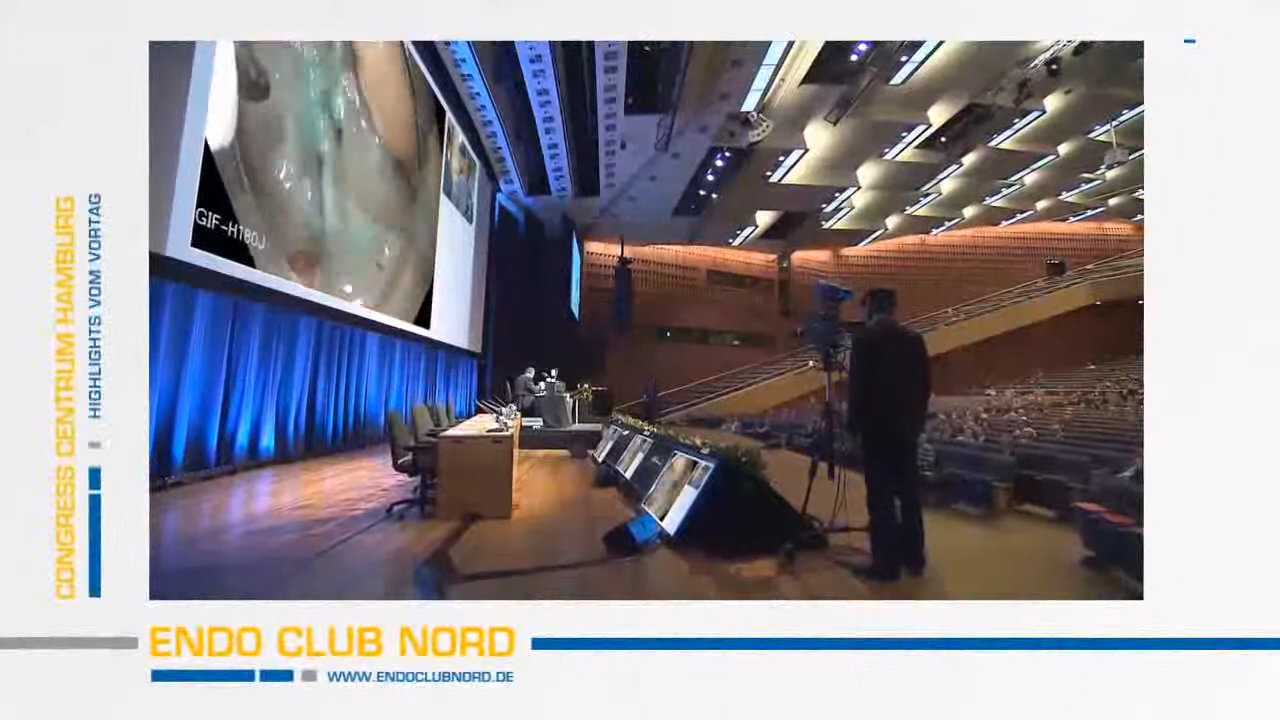 CONGRESS CENTRUM HAMBURG
HIGHLIGHTS VOM VORTAG
GIF-H180J
ENDO CLUB NORD
WWW.ENDOCLUBNORD.DE